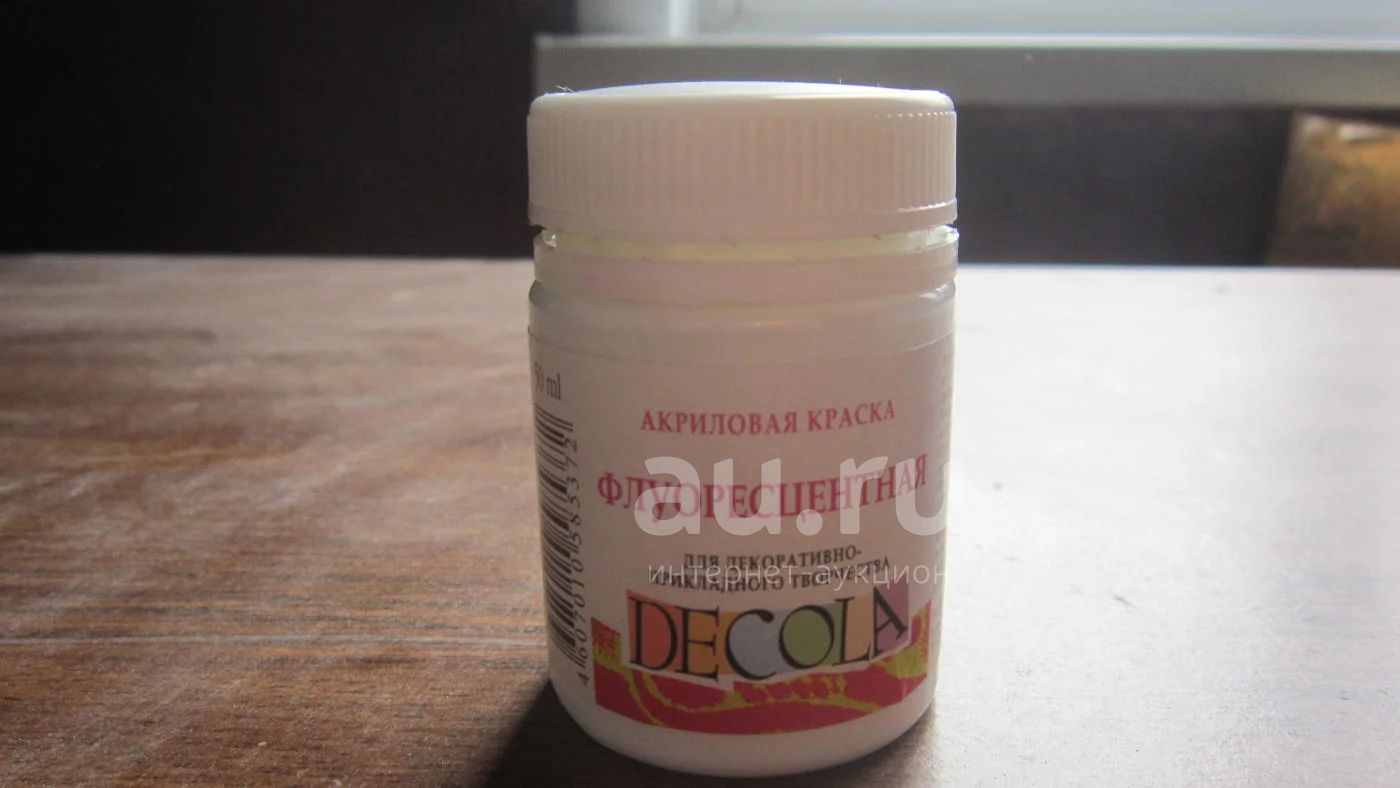 50 ml
АКРИЛОВАЯ КРАСКА
ФЛУОРЕСЦЕНТНАЯ
au.ru
ДЛЯ ДЕКОРАТИВНО-
ПРИКЛАДНОГО ТВОРЧЕСТВА
интернет-аукцион
DECOLA
4607010585372